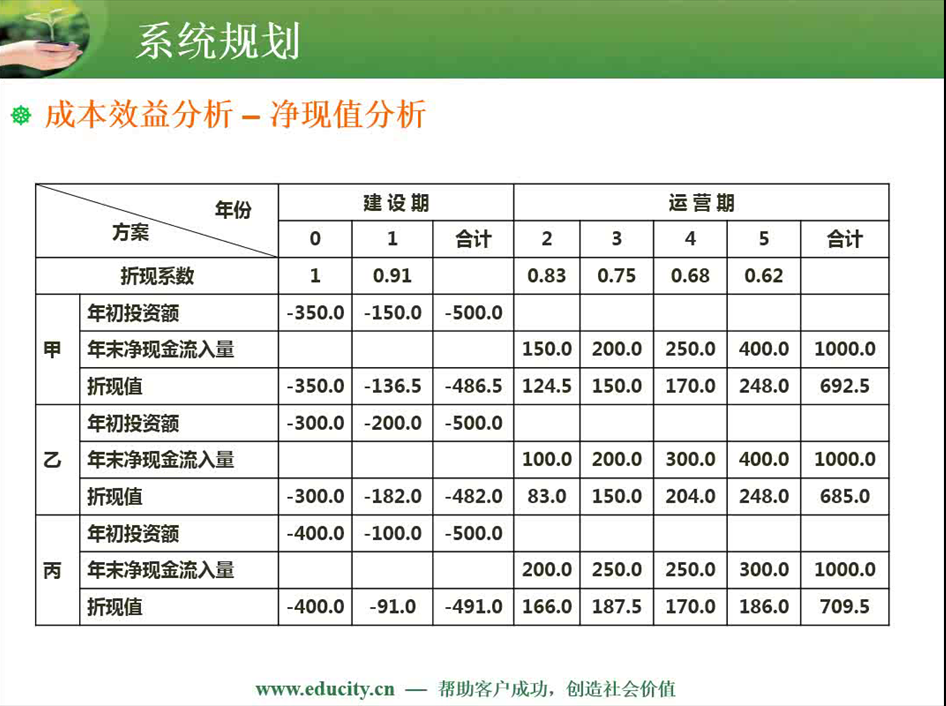 系统规划
成本效益分析 – 净现值分析
年份 方案 建设期 运营期
0 1 合计 2 3 4 5 合计
折现系数 1 0.91 0.83 0.75 0.68 0.62
甲 年初投资额 -350.0 -150.0 -500.0
年末净现金流入量 150.0 200.0 250.0 400.0 1000.0
折现值 -350.0 -136.5 -486.5 124.5 150.0 170.0 248.0 692.5
乙 年初投资额 -300.0 -200.0 -500.0
年末净现金流入量 100.0 200.0 300.0 400.0 1000.0
折现值 -300.0 -182.0 -482.0 83.0 150.0 204.0 248.0 685.0
丙 年初投资额 -400.0 -100.0 -500.0
年末净现金流入量 200.0 250.0 250.0 300.0 1000.0
折现值 -400.0 -91.0 -491.0 166.0 187.5 170.0 186.0 709.5
www.educity.cn — 帮助客户成功，创造社会价值